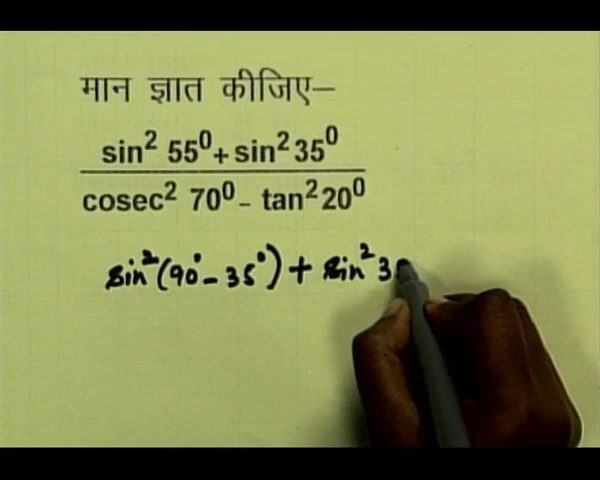 मान ज्ञात कीजिए–
sin² 55⁰+sin² 35⁰
cosec² 70⁰- tan² 20⁰
sin²(90°-35°) + sin² 3